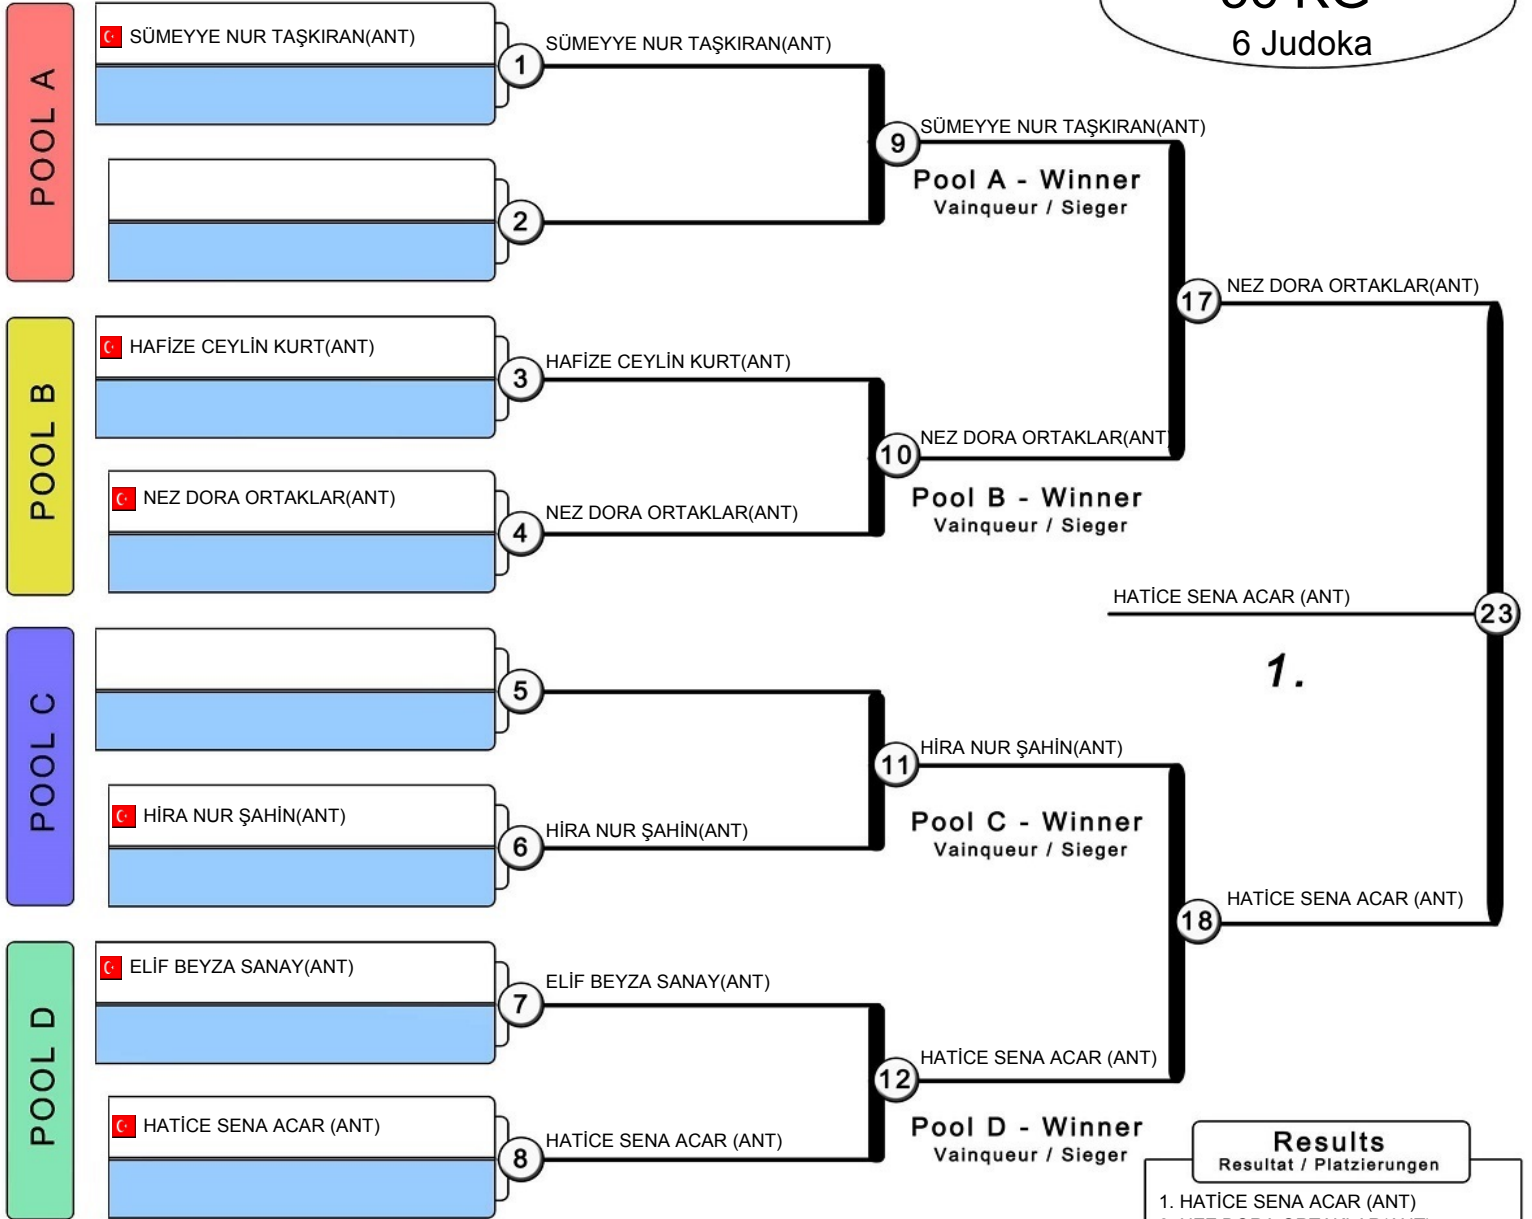 6 Judoka
POOL A
SÜMEYYE NUR TAŞKIRAN(ANT)
1
SÜMEYYE NUR TAŞKIRAN(ANT)
2
9
SÜMEYYE NUR TAŞKIRAN(ANT)
Pool A - Winner
Vainqueur / Sieger
POOL B
HAFİZE CEYLİN KURT(ANT)
3
HAFİZE CEYLİN KURT(ANT)
NEZ DORA ORTAKLAR(ANT)
4
NEZ DORA ORTAKLAR(ANT)
10
NEZ DORA ORTAKLAR(ANT)
Pool B - Winner
Vainqueur / Sieger
17
NEZ DORA ORTAKLAR(ANT)
HATİCE SENA ACAR (ANT)
23
1.
POOL C
5
HİRA NUR ŞAHİN(ANT)
6
HİRA NUR ŞAHİN(ANT)
11
HİRA NUR ŞAHİN(ANT)
Pool C - Winner
Vainqueur / Sieger
18
HATİCE SENA ACAR (ANT)
POOL D
ELİF BEYZA SANAY(ANT)
7
ELİF BEYZA SANAY(ANT)
HATİCE SENA ACAR (ANT)
8
HATİCE SENA ACAR (ANT)
12
HATİCE SENA ACAR (ANT)
Pool D - Winner
Vainqueur / Sieger
Results
Resultat / Platzierungen
1. HATİCE SENA ACAR (ANT)